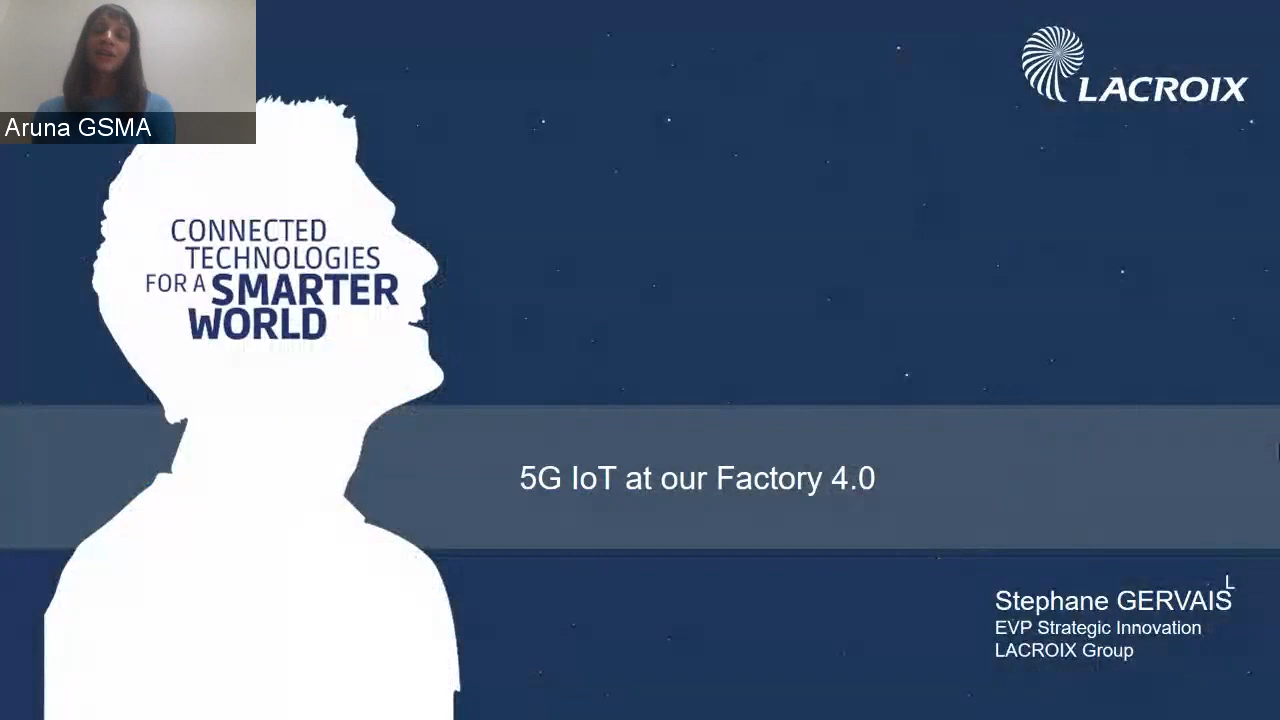 Aruna GSMA
LACROIX
CONNECTED
TECHNOLOGIES
FOR A SMARTER
WORLD
5G IoT at our Factory 4.0
Stephane GERVAIS
EVP Strategic Innovation
LACROIX Group